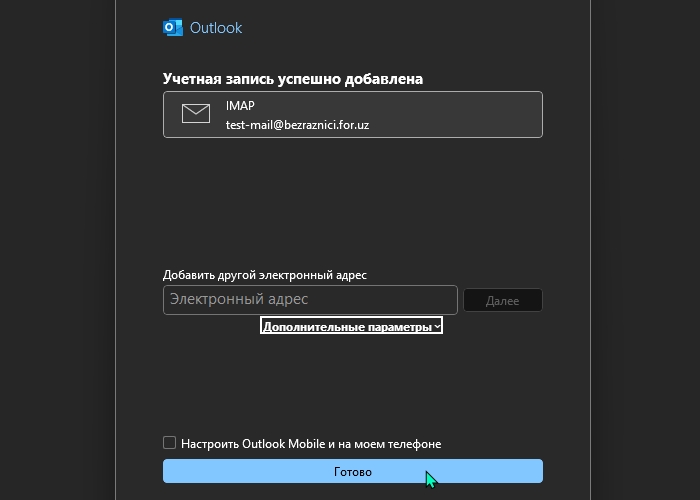 Outlook
Учетная запись успешно добавлена
IMAP
test-mail@bezraznici.for.uz
Добавить другой электронный адрес
Электронный адрес
Далее
Дополнительные параметры
Настроить Outlook Mobile и на моем телефоне
Готово